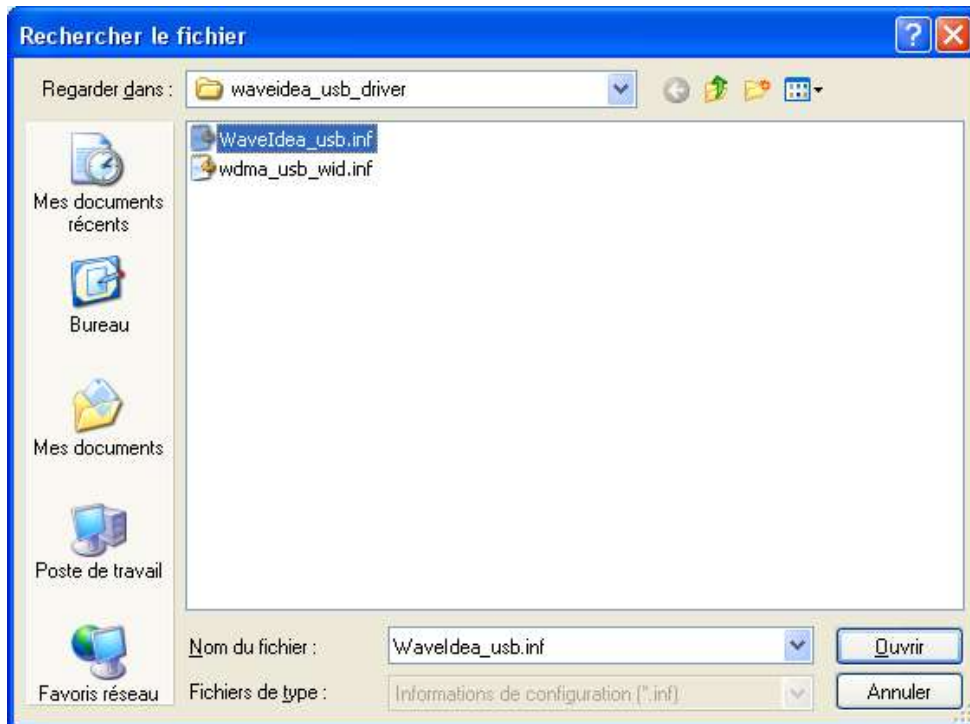 Rechercher le fichier
Regarder dans :
waveidea_usb_driver
WaveIdea_usb.inf
wdma_usb_wid.inf
Mes documents
récents
Bureau
Mes documents
Poste de travail
Favoris réseau
Nom du fichier :
WaveIdea_usb.inf
Ouvrir
Fichiers de type :
Informations de configuration (*.inf)
Annuler